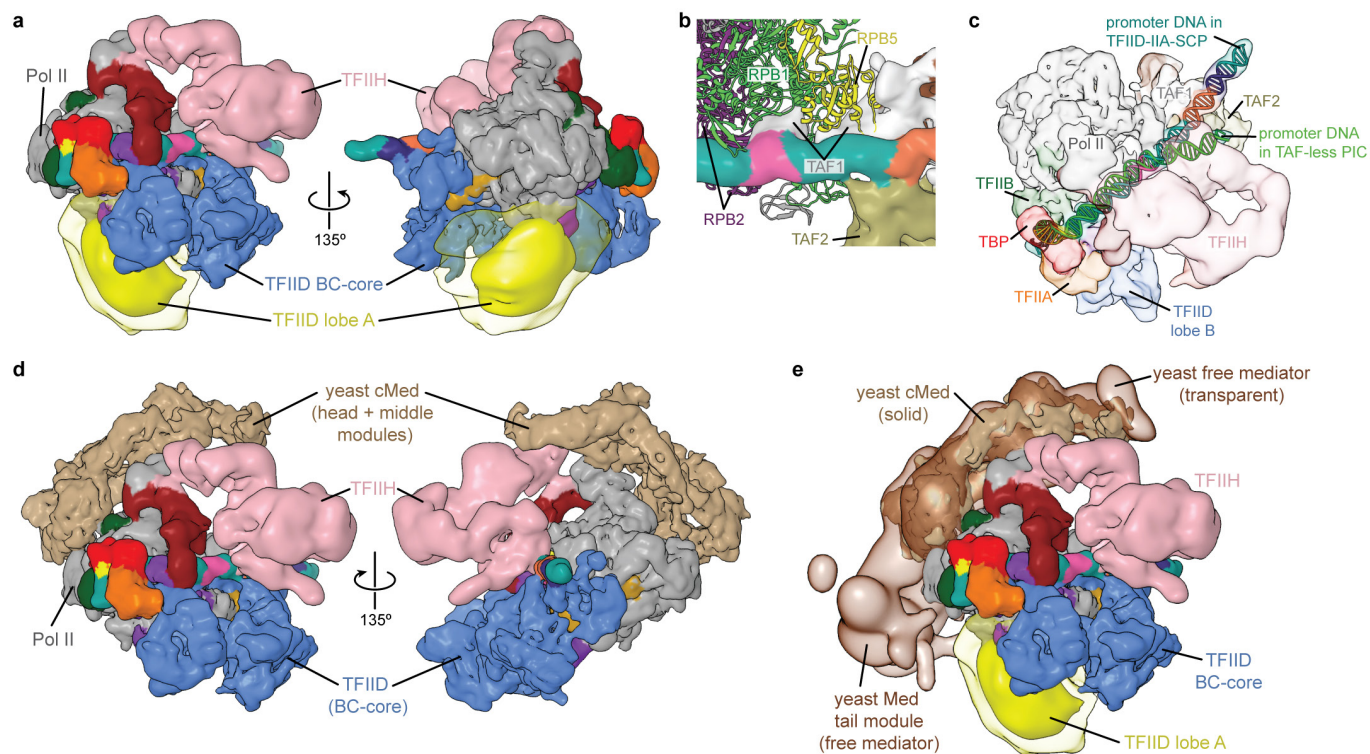 a
Pol II
TFIIH
135º
TFIID BC-core
TFIID lobe A
b
RPB5
RPB1
TAF1
RPB2
TAF2
c
promoter DNA in
TFIID-IIA-SCP
TAF1
TAF2
Pol II
promoter DNA
in TAF-less PIC
TFIIB
TBP
TFIIH
TFIIA
TFIID
lobe B
d
yeast cMed
(head + middle
modules)
TFIIH
135º
Pol II
TFIID
(BC-core)
e
yeast cMed
(solid)
yeast free mediator
(transparent)
TFIIH
TFIID
BC-core
yeast Med
tail module
(free mediator)
TFIID lobe A